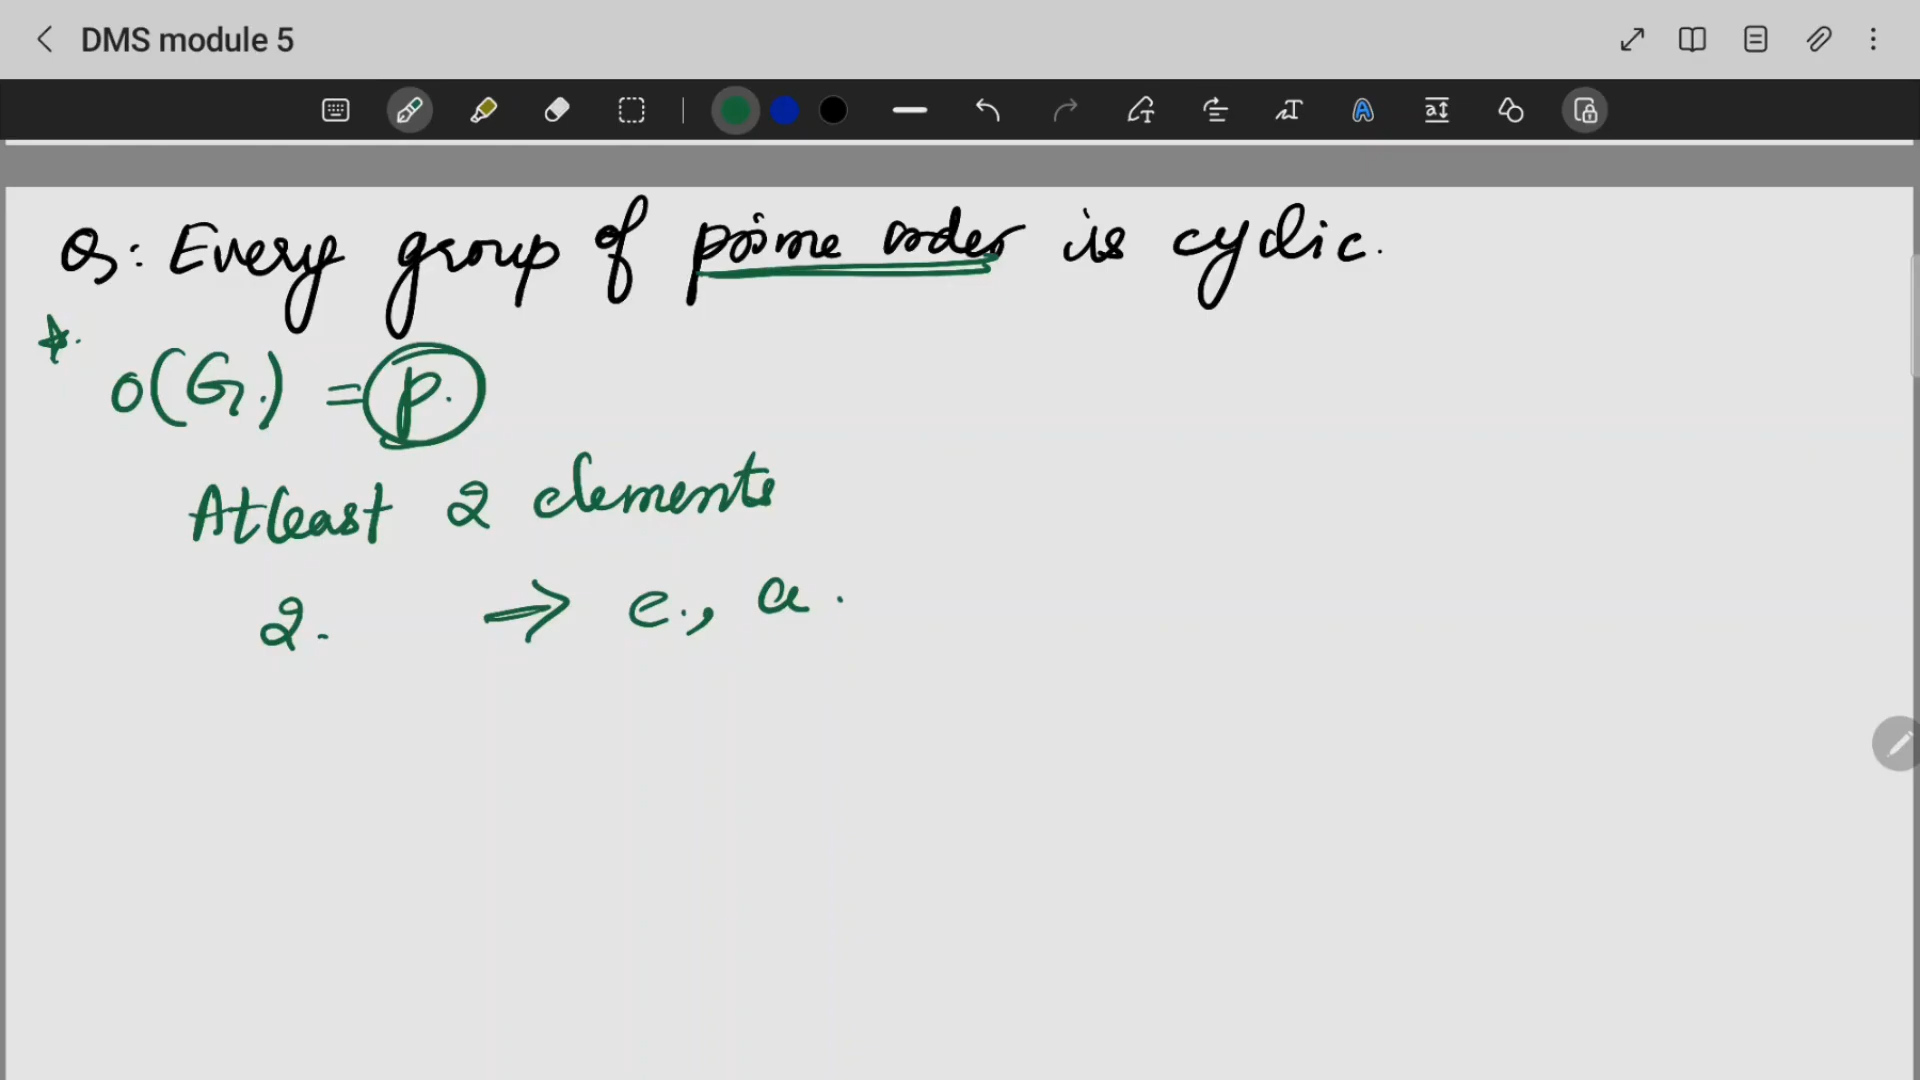 DMS module 5
Q: Every group of prime order is cyclic.
O(G) = p.
Atleast 2 elements
2. → e., a.